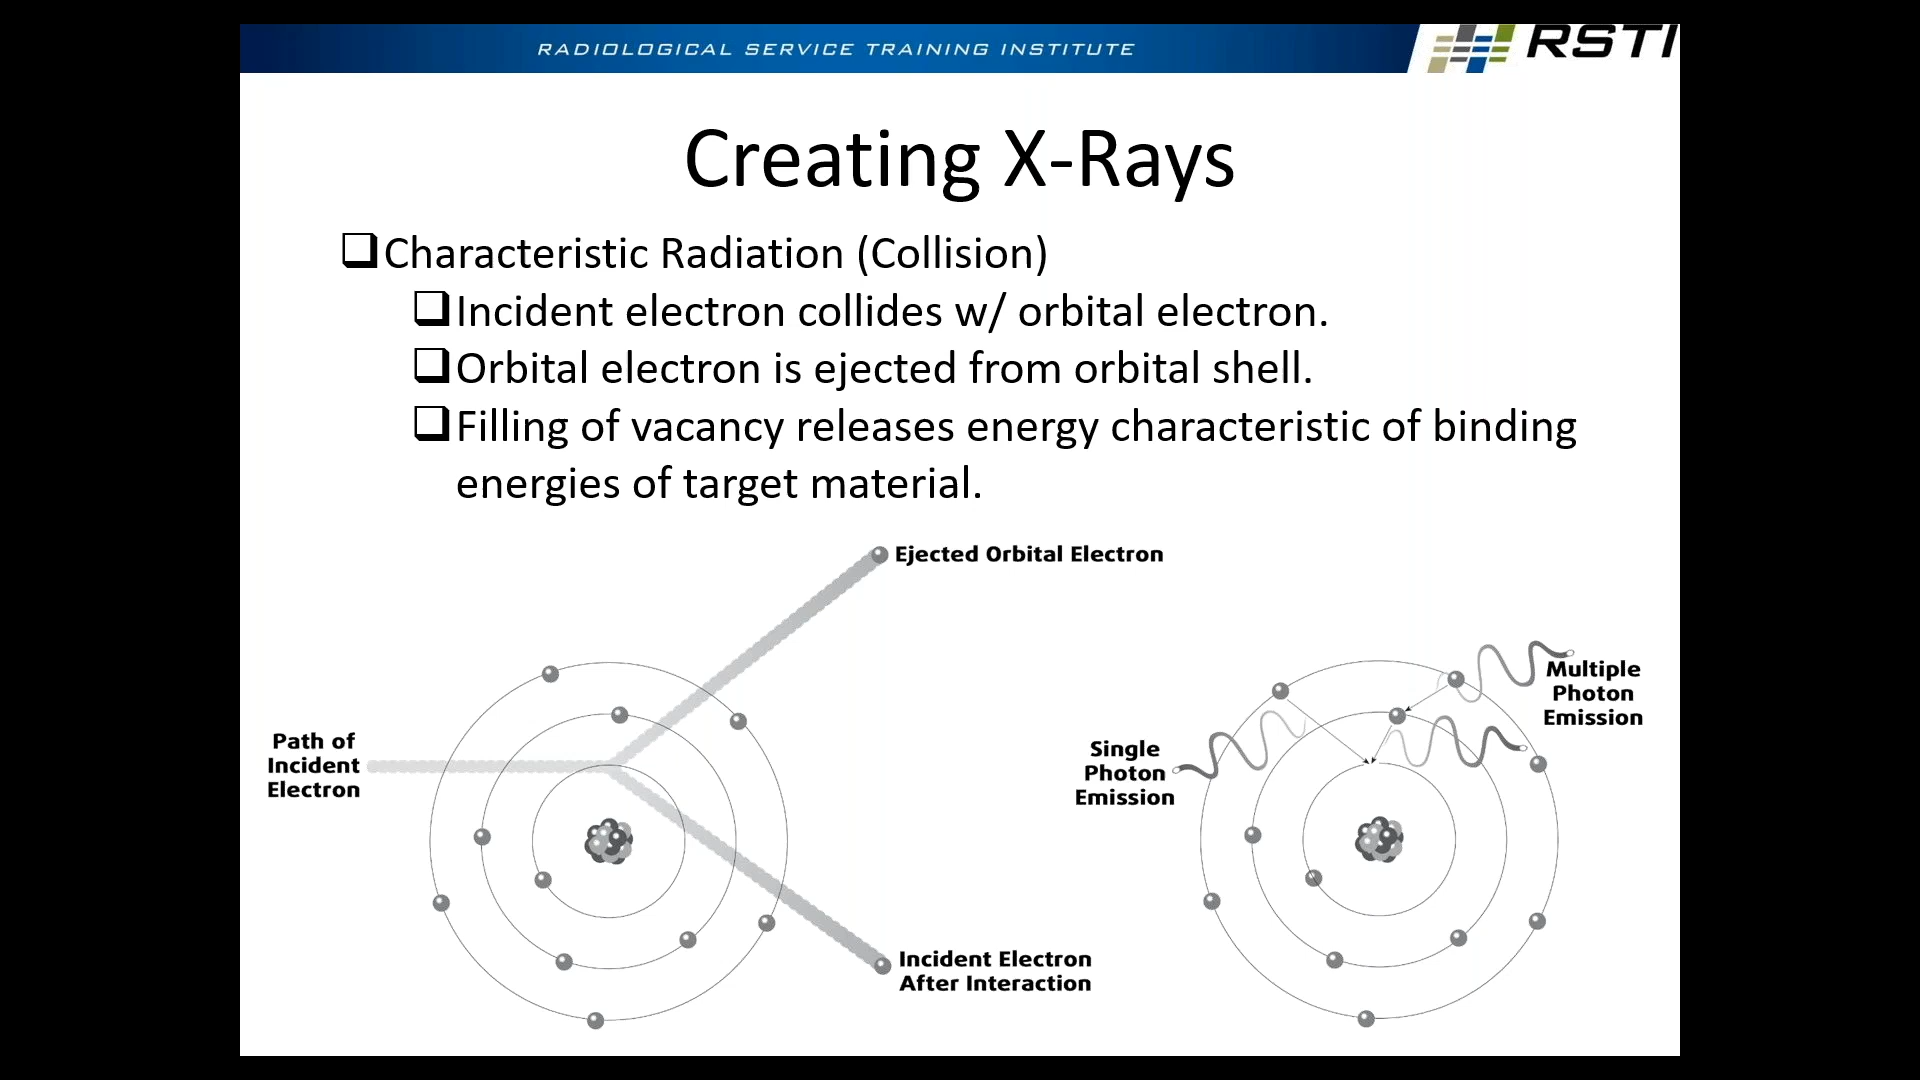 RADIOLOGICAL SERVICE TRAINING INSTITUTE
RSTI
Creating X-Rays
Characteristic Radiation (Collision)
Incident electron collides w/ orbital electron.
Orbital electron is ejected from orbital shell.
Filling of vacancy releases energy characteristic of binding
energies of target material.
Ejected Orbital Electron
Path of
Incident
Electron
Incident Electron
After Interaction
Single
Photon
Emission
Multiple
Photon
Emission